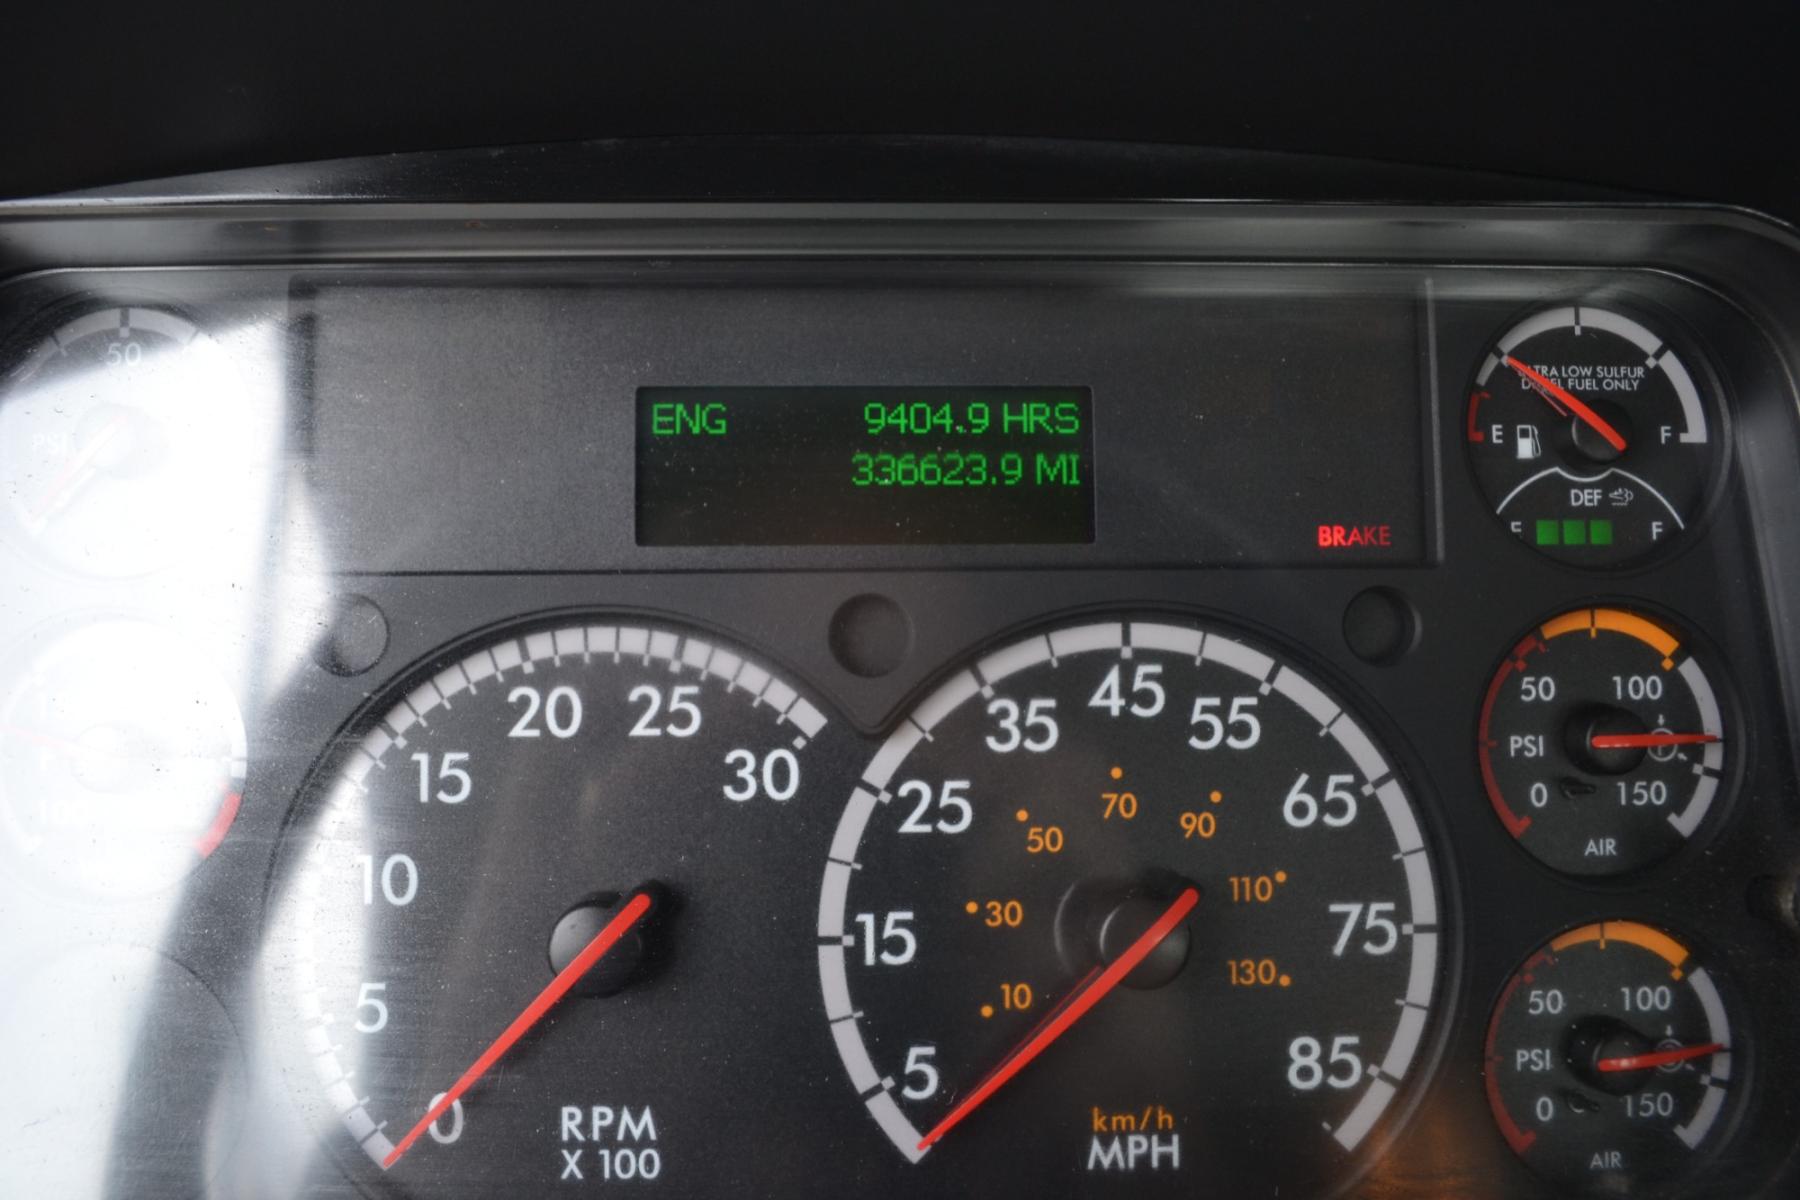 50
PSI
100
ENG 9404.9 HRS
336623.9 MI
BRAKE
ULTRA LOW SULFUR
DIESEL FUEL ONLY
E F
DEF
E F
0 5 10 15 20 25 30
RPM
X 100
5 15 25 35 45 55 65 75 85
10 30 50 70 90 110 130
km/h
MPH
50 100
PSI
0 150
AIR
50 100
PSI
0 150
AIR